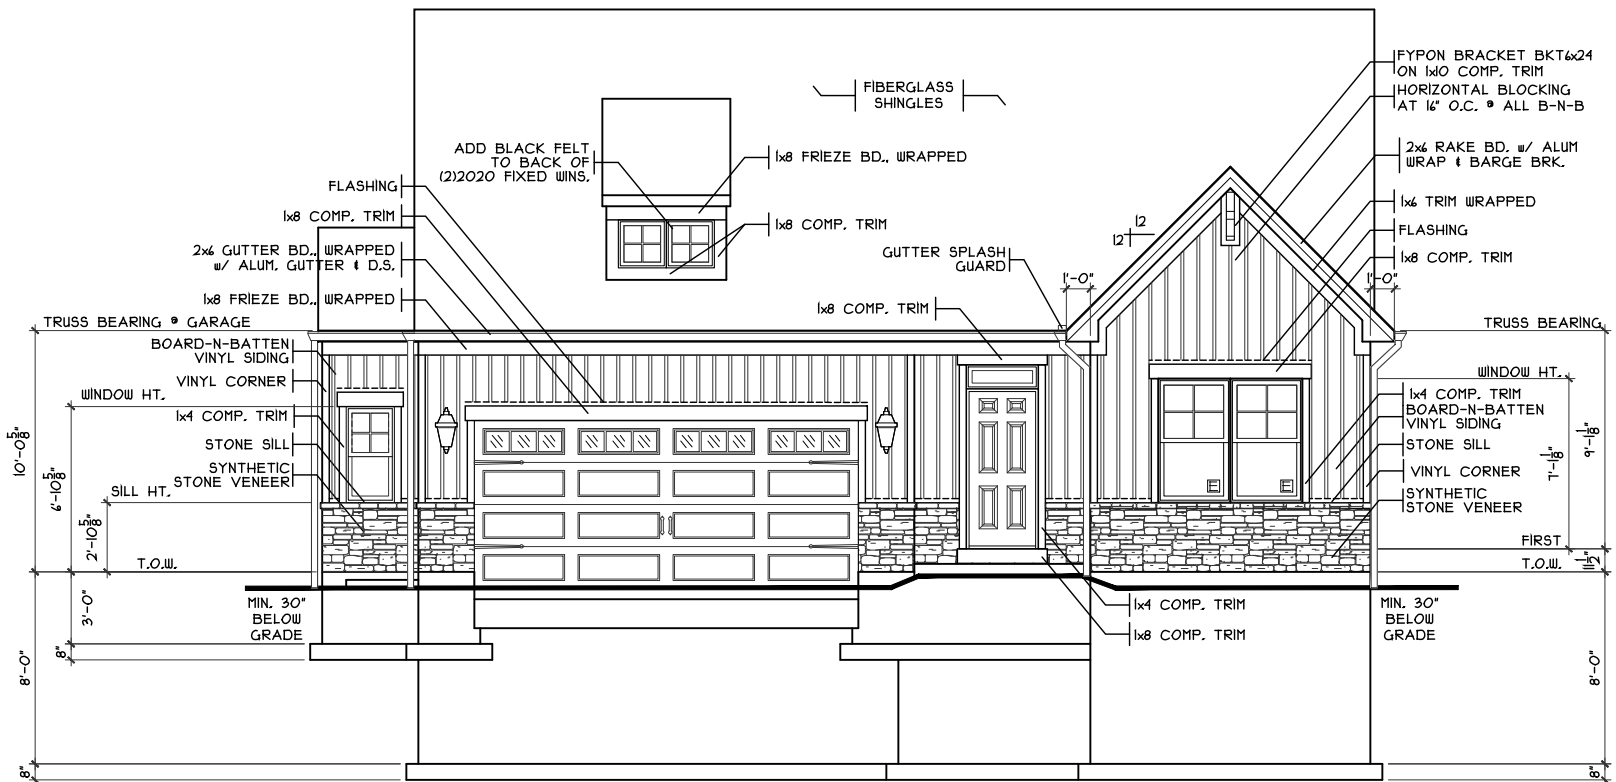 FIBERGLASS
SHINGLES
FYPON BRACKET BKT6x24
ON 1x10 COMP. TRIM
HORIZONTAL BLOCKING
AT 16" O.C. @ ALL B-N-B
2x6 RAKE BD. w/ ALUM
WRAP & BARGE BRK.
1x6 TRIM WRAPPED
FLASHING
1x8 COMP. TRIM
ADD BLACK FELT
TO BACK OF
(2)2020 FIXED WINS.
1x8 FRIEZE BD., WRAPPED
1x8 COMP. TRIM
FLASHING
1x8 COMP. TRIM
2x6 GUTTER BD., WRAPPED
w/ ALUM. GUTTER & D.S.
1x8 FRIEZE BD., WRAPPED
12
12
GUTTER SPLASH
GUARD
1'-0"
1'-0"
1x8 COMP. TRIM
TRUSS BEARING @ GARAGE
BOARD-N-BATTEN
VINYL SIDING
VINYL CORNER
WINDOW HT.
1x4 COMP. TRIM
STONE SILL
SYNTHETIC
STONE VENEER
SILL HT.
T.O.W.
10'-0 5/8"
6'-10 5/8"
2'-10 5/8"
3'-0"
8"
8'-0"
8"
MIN. 30"
BELOW
GRADE
TRUSS BEARING
WINDOW HT.
1x4 COMP. TRIM
BOARD-N-BATTEN
VINYL SIDING
STONE SILL
VINYL CORNER
SYNTHETIC
STONE VENEER
E
E
FIRST
T.O.W.
9'-1 1/8"
7'-1 1/8"
11 1/2"
8'-0"
8"
1x4 COMP. TRIM
1x8 COMP. TRIM
MIN. 30"
BELOW
GRADE